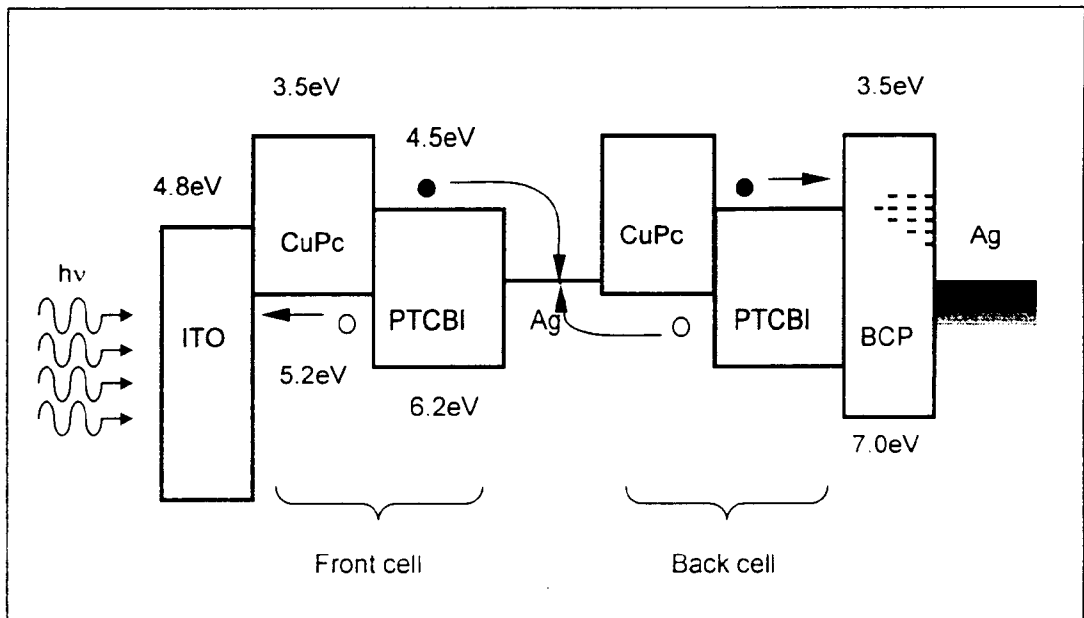 3.5eV
3.5eV
4.5eV
4.8eV
CuPc
CuPc
Ag
hν
ITO
PTCBI
Ag
PTCBI
BCP
5.2eV
6.2eV
7.0eV
Front cell
Back cell